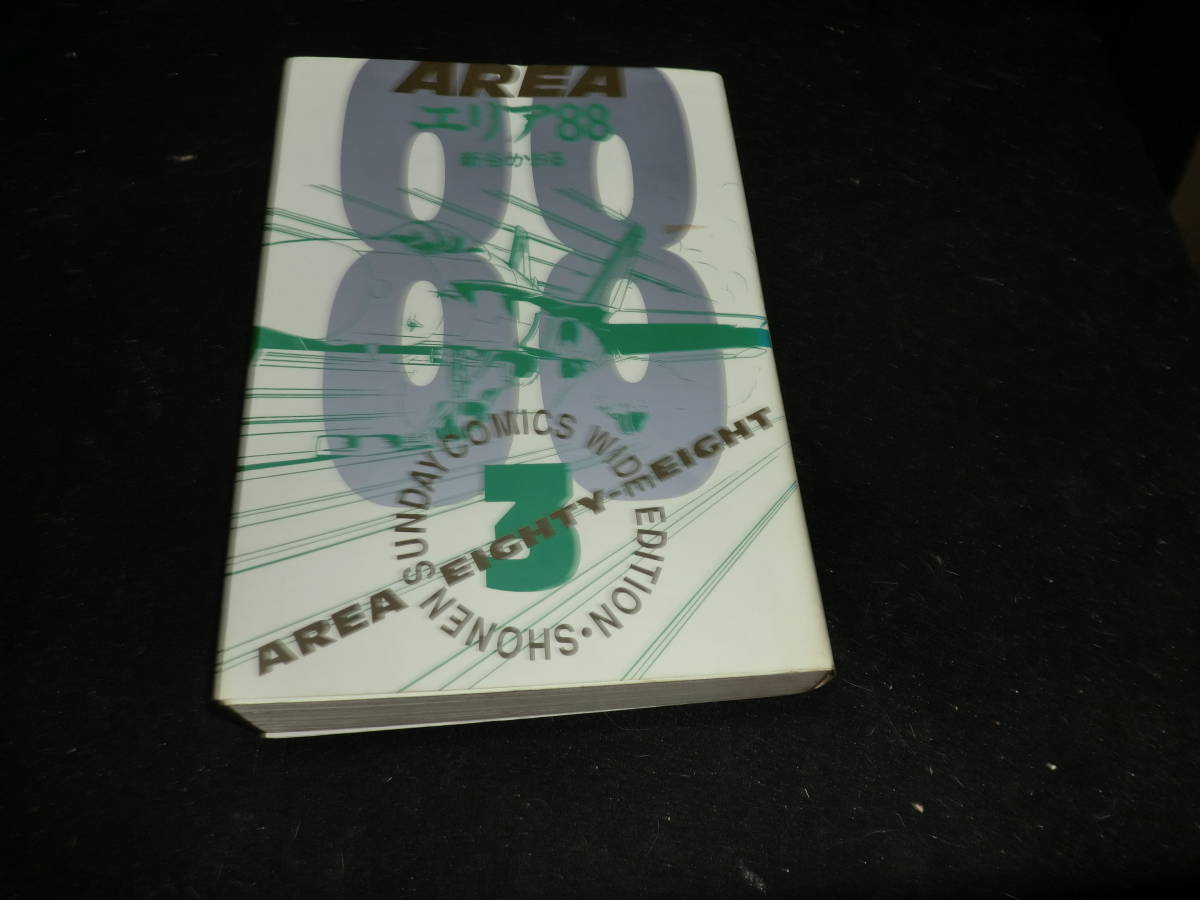 AREA
88
エリア88
新谷かおる
SHONEN SUNDAY COMICS WIDE EDITION・
3
AREA EIGHTY-EIGHT